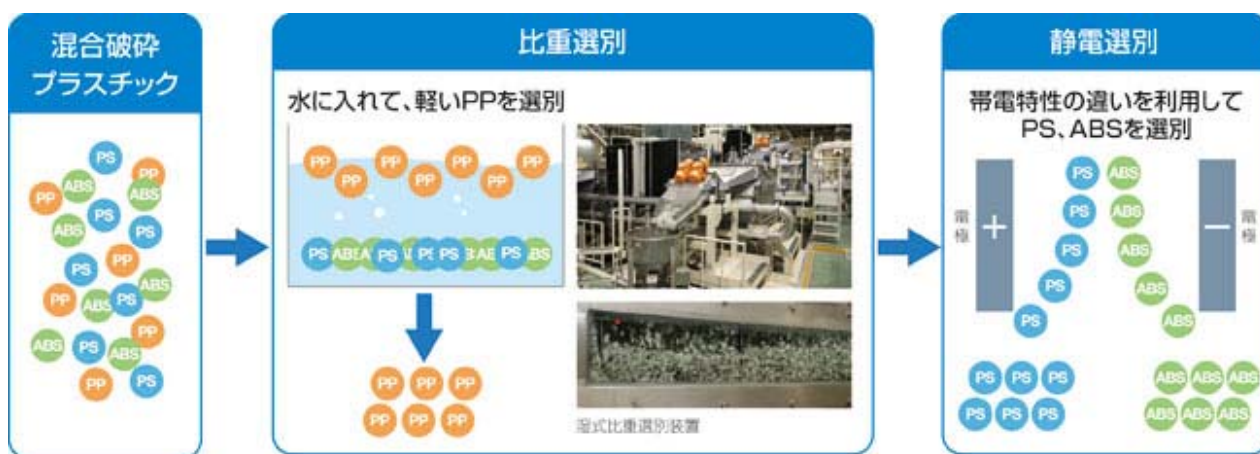 混合破砕
プラスチック
PS
PP
ABS
PP
ABS
PS
ABS
PS
PP
PS
ABS
PP
ABS
PS
PP
ABS
PS
ABS
PP
PS
比重選別
水に入れて、軽いPPを選別
PP PP PP PP
PP PP PP
PS ABS PS PS PS PS ABS
PP PP PP
PP PP PP
湿式比重選別装置
静電選別
帯電特性の違いを利用して
PS、ABSを選別
電極
+
PS ABS
PS ABS
PS ABS
PS ABS
PS ABS
−
電極
PS PS PS
PS PS PS
ABS ABS ABS
ABS ABS ABS